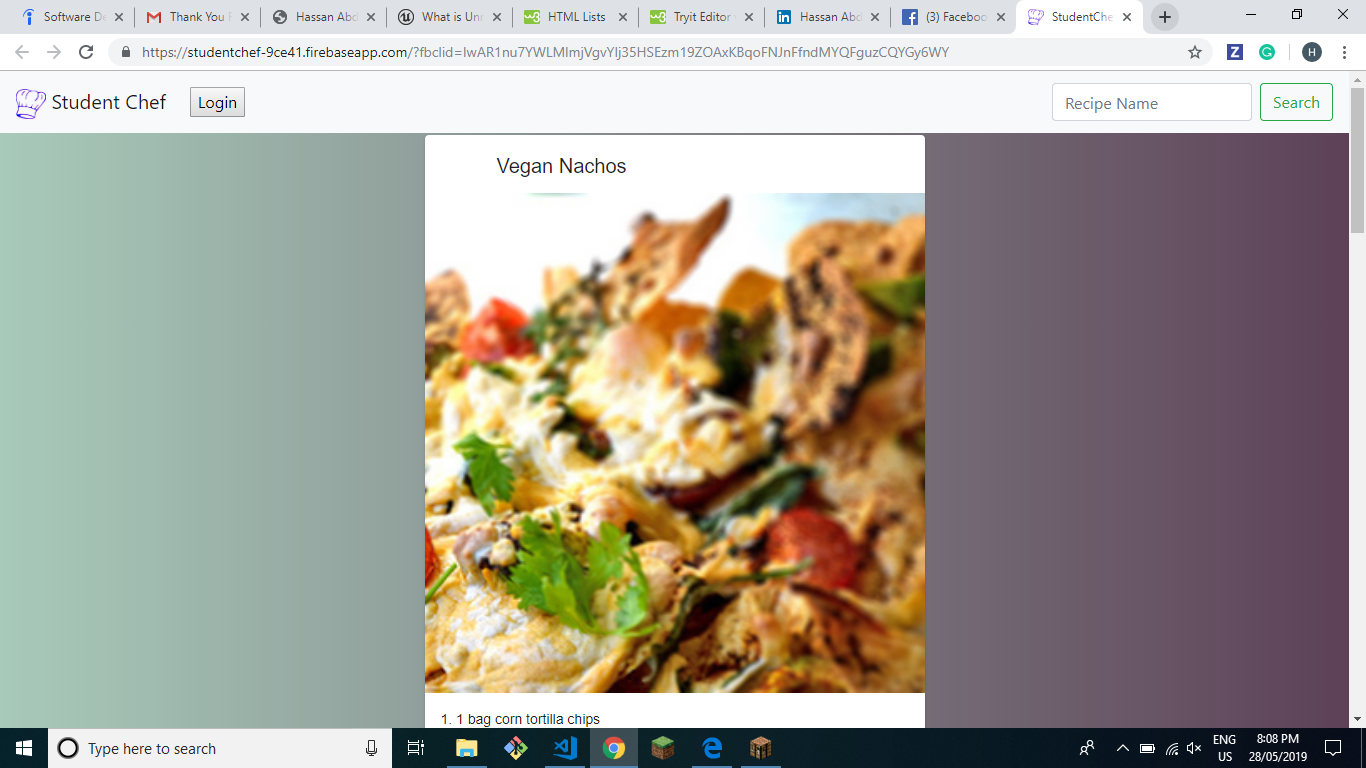 Software De
Thank You F
Hassan Abd
What is Unr
HTML Lists
Tryit Editor
Hassan Abd
(3) Faceboo
StudentChe
https://studentchef-9ce41.firebaseapp.com/?fbclid=IwAR1nu7YWLMImjVgvYlj35HSEzm19ZOAxKBqoFNJnFfndMYQFguzCQYGy6WY
Student Chef
Login
Recipe Name
Search
Vegan Nachos
1. 1 bag corn tortilla chips
Type here to search
ENG
US
8:08 PM
28/05/2019